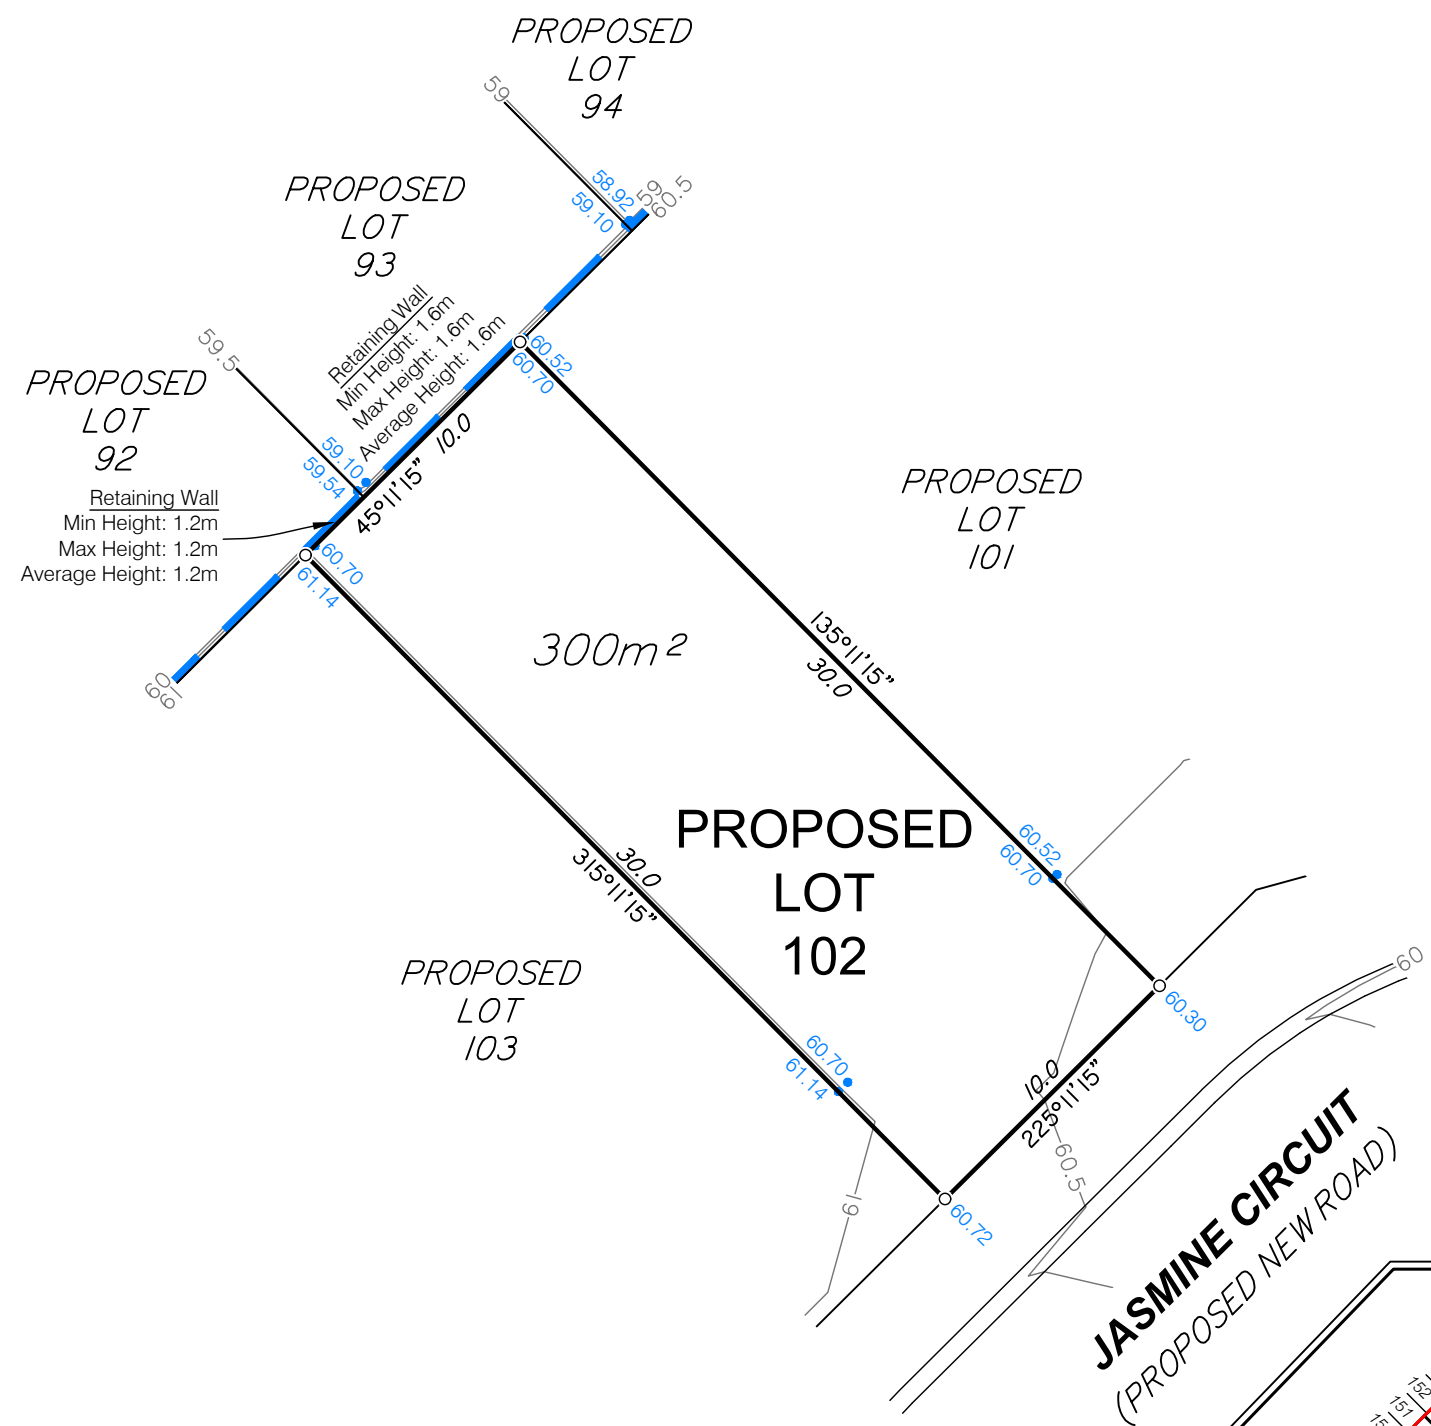 PROPOSED
LOT
94
59
58.92
59.10
59
60.5
PROPOSED
LOT
93
Retaining Wall
Min Height: 1.6m
Max Height: 1.6m
Average Height: 1.6m
59.5
PROPOSED
LOT
92
60.52
60.70
10.0
45°11'15"
59.10
59.54
Retaining Wall
Min Height: 1.2m
Max Height: 1.2m
Average Height: 1.2m
60.70
61.14
60
61
PROPOSED
LOT
101
300m²
135°11'15"
30.0
PROPOSED
LOT
102
60.52
60.70
30.0
315°11'15"
PROPOSED
LOT
103
60.70
61.14
60
60.30
10.0
225°11'15"
60.5
61
60.72
JASMINE CIRCUIT
(PROPOSED NEW ROAD)
152
151